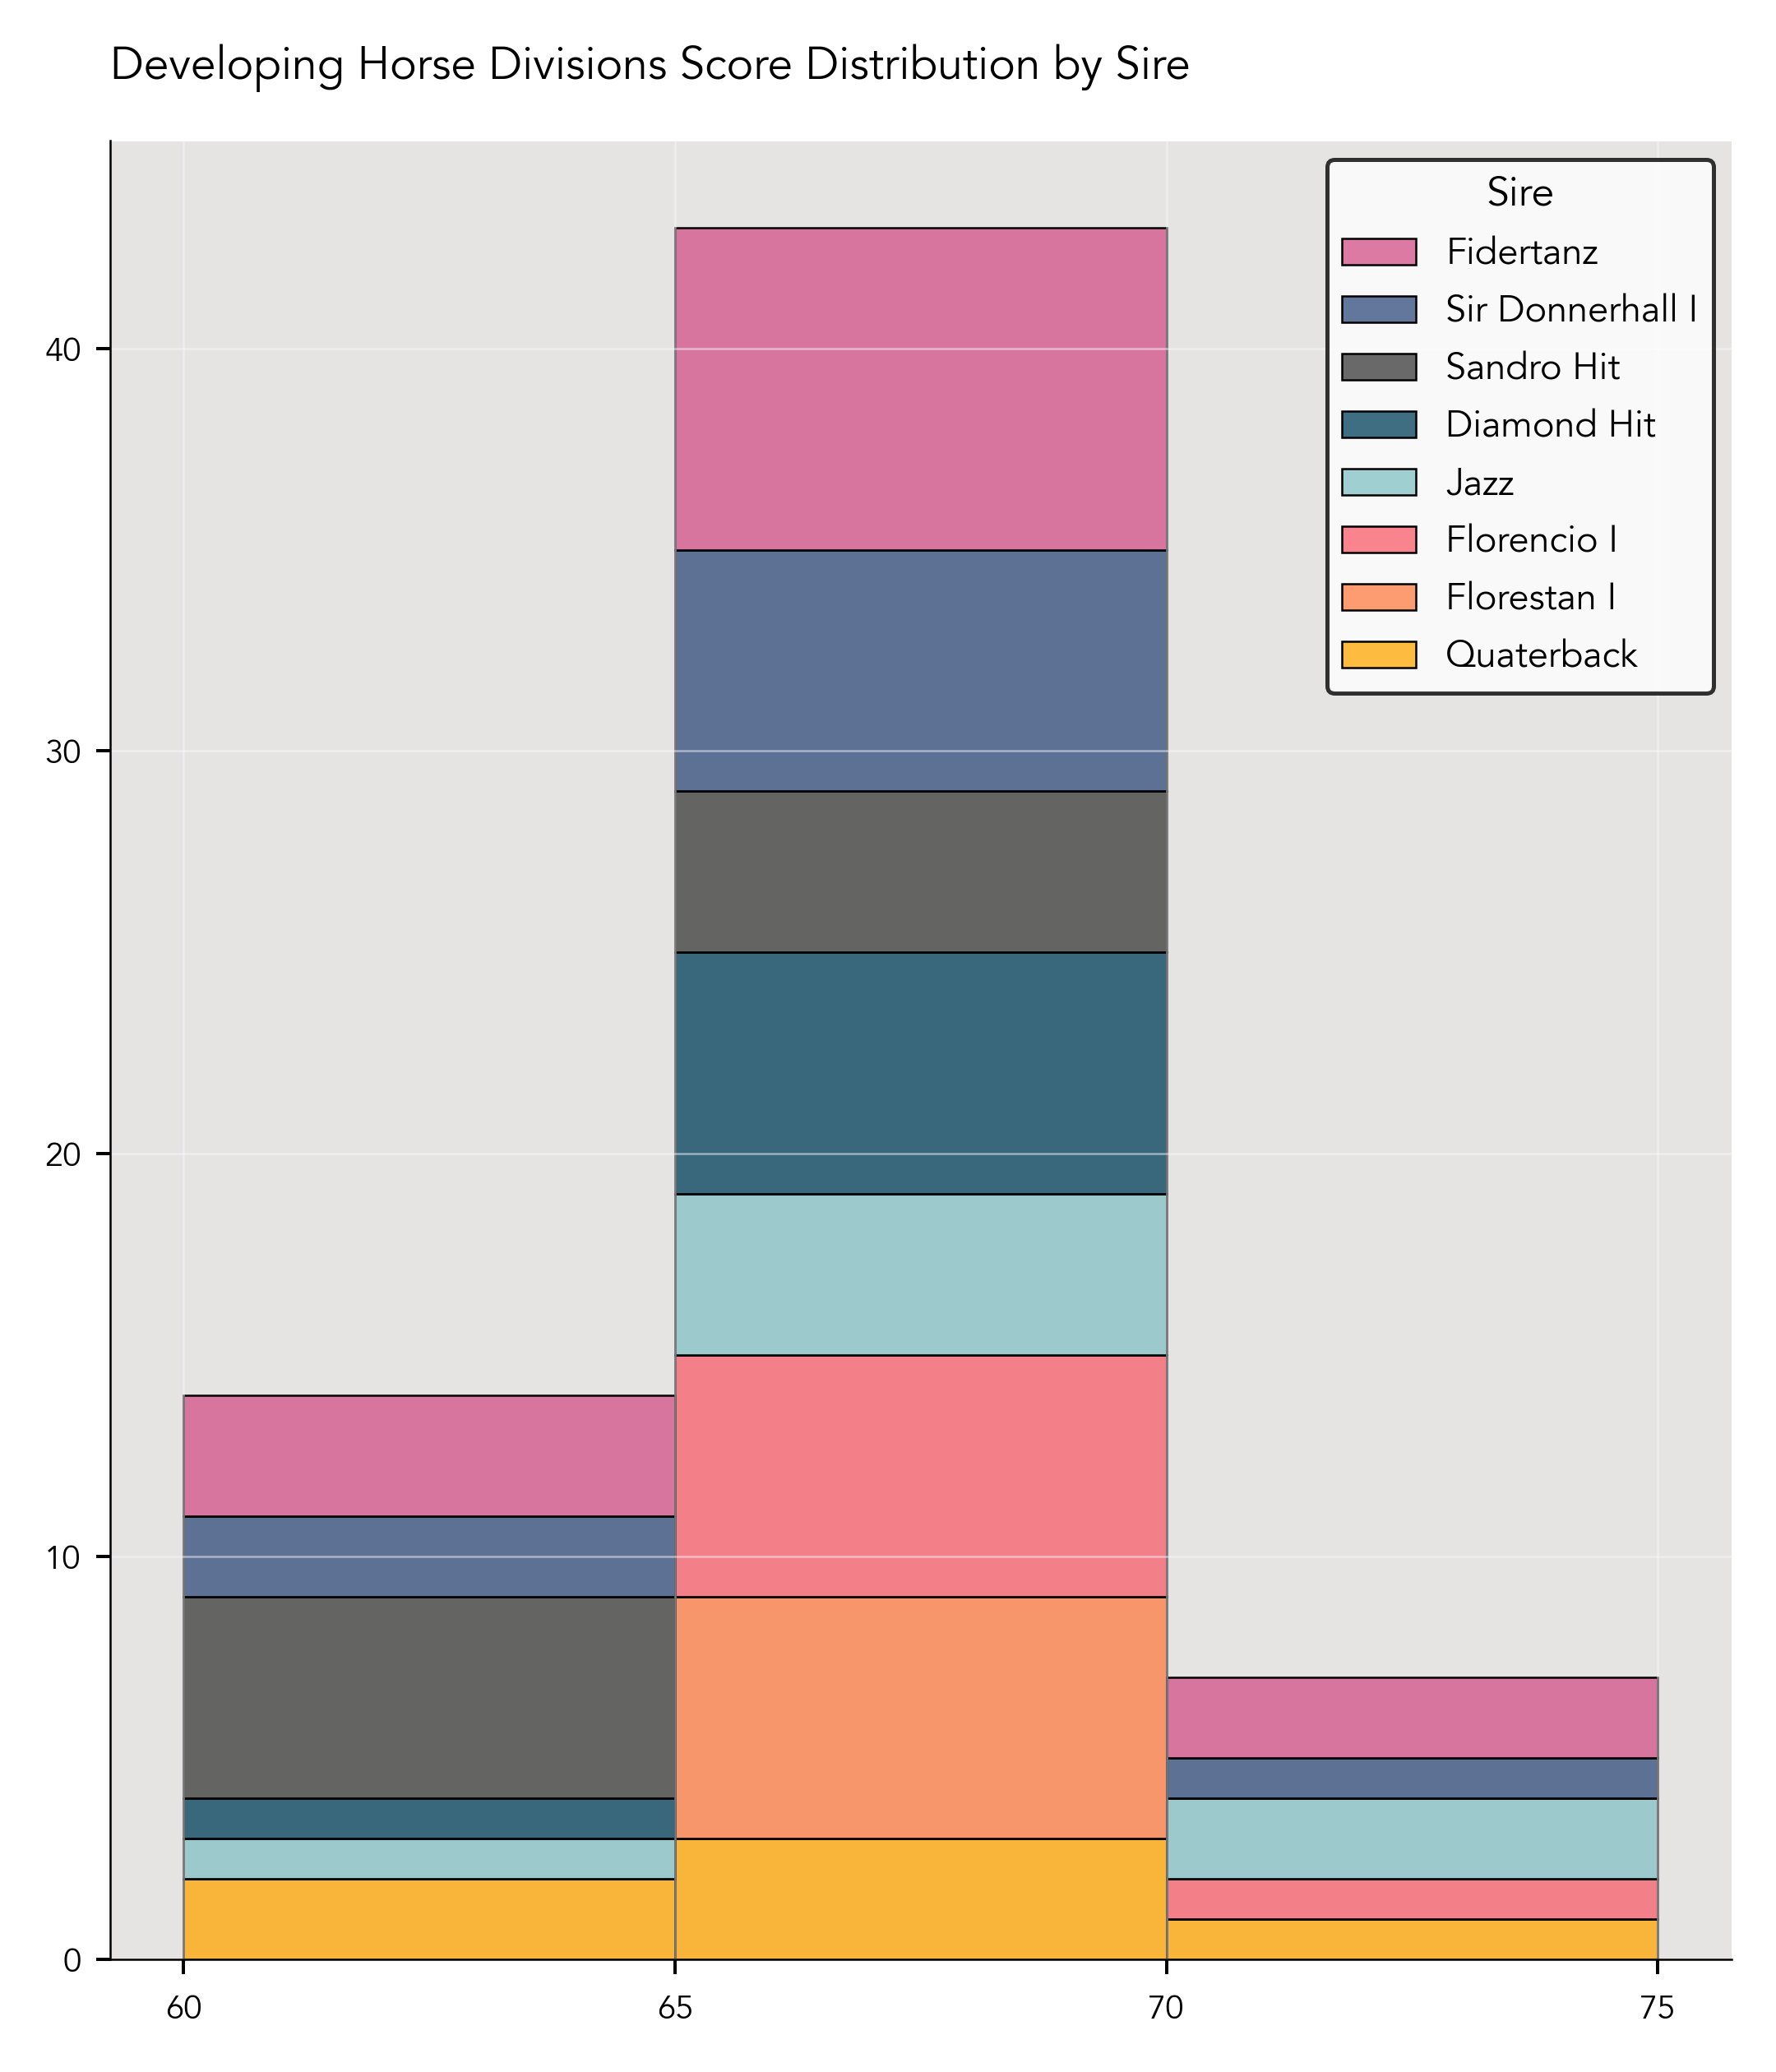 Developing Horse Divisions Score Distribution by Sire
Sire
Fidertanz
Sir Donnerhall I
Sandro Hit
Diamond Hit
Jazz
Florencio I
Florestan I
Quaterback
40
30
20
10
0
60 65 70 75